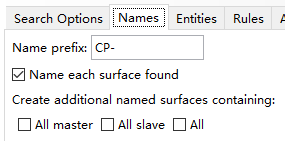 Search Options Names Entities Rules
Name prefix: CP-
Name each surface found
Create additional named surfaces containing:
All master All slave All